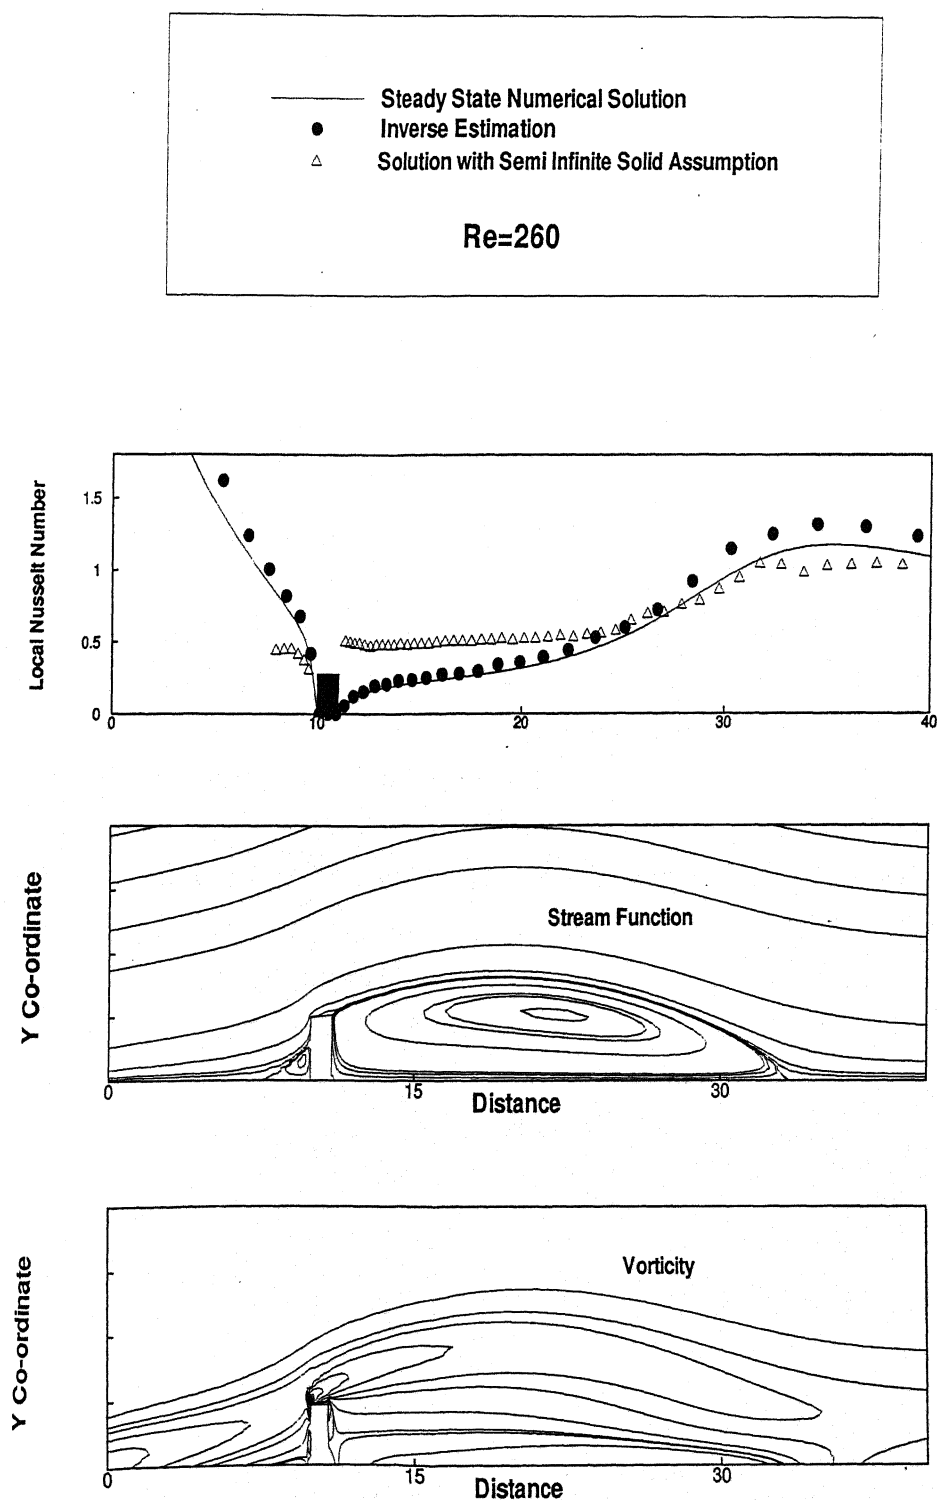 Steady State Numerical Solution
Inverse Estimation
Solution with Semi Infinite Solid Assumption
Re=260
Local Nusselt Number
1.5
1
0.5
0
0 10 20 30 40
Y Co-ordinate
Stream Function
0 15 30
Distance
Y Co-ordinate
Vorticity
0 15 30
Distance